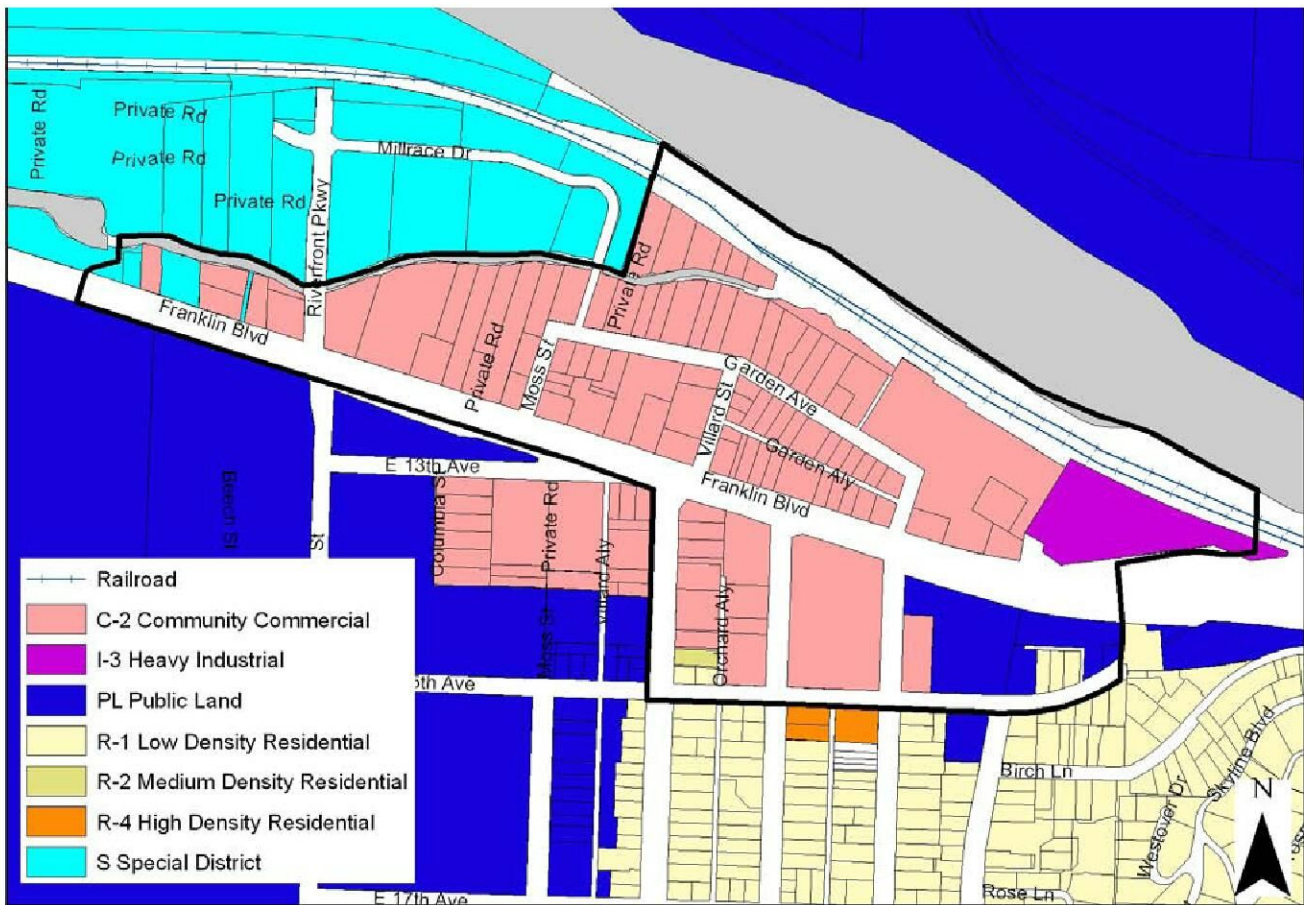 Private Rd
Private Rd
Private Rd
Private Rd
Riverfront Pkwy
Millrace Dr
Private Rd
Franklin Blvd
Private Rd
Moss St
Garden Ave
Villard St
Garden Aly
Franklin Blvd
E 13th Ave
Beech St
St
Columbia St
Private Rd
Villard Aly
Moss St
Orchard Aly
5th Ave
Birch Ln
Skyline Blvd
Westover Dr
Rose Ln
E 17th Ave
N
Railroad
C-2 Community Commercial
I-3 Heavy Industrial
PL Public Land
R-1 Low Density Residential
R-2 Medium Density Residential
R-4 High Density Residential
S Special District